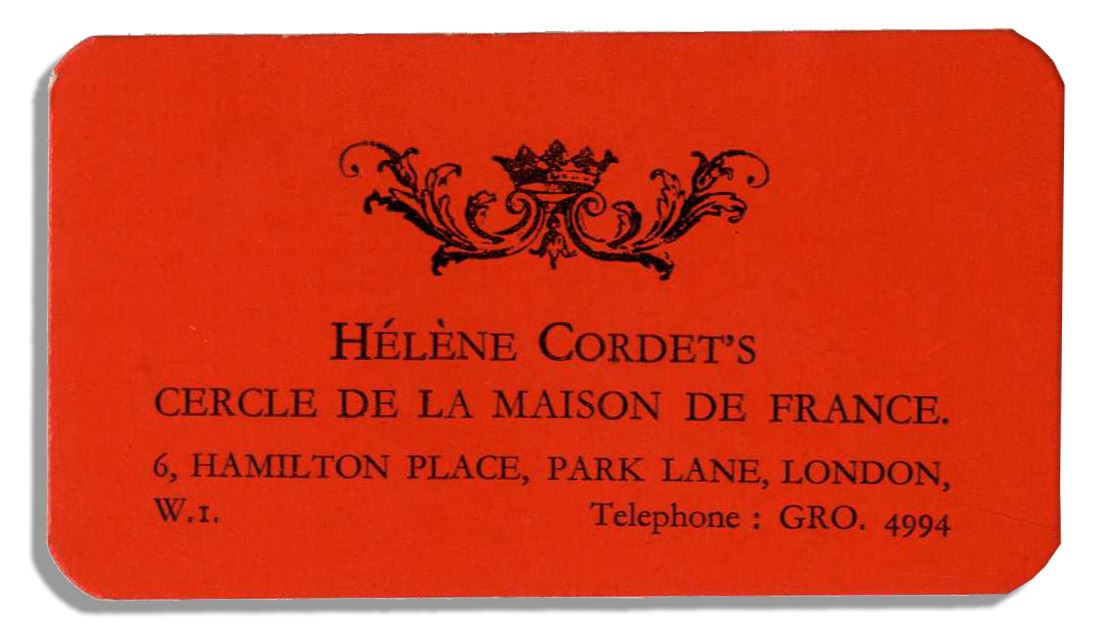 HÉLÈNE CORDET'S
CERCLE DE LA MAISON DE FRANCE.
6, HAMILTON PLACE, PARK LANE, LONDON,
W.1. Telephone : GRO. 4994